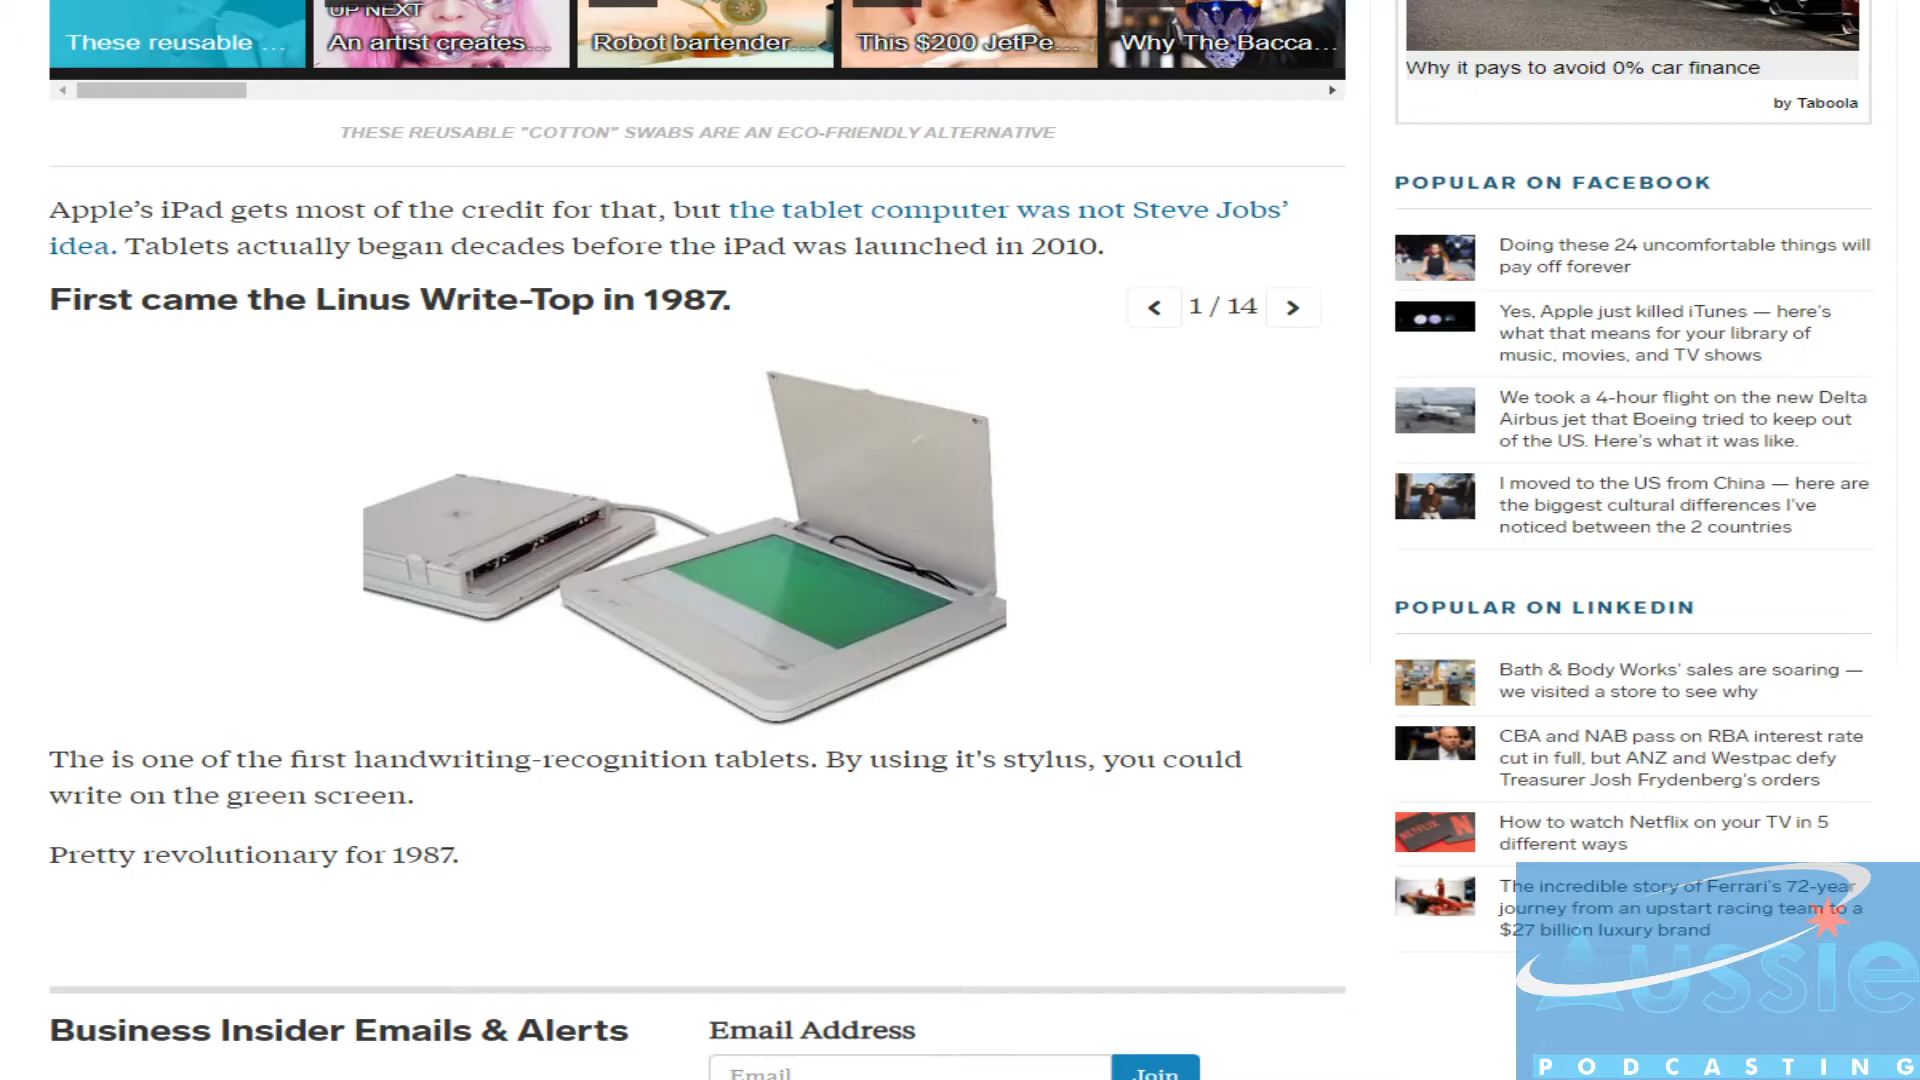 UP NEXT
These reusable ...
An artist creates...
Robot bartender...
This $200 JetPe...
Why The Bacca...
THESE REUSABLE "COTTON" SWABS ARE AN ECO-FRIENDLY ALTERNATIVE
Apple’s iPad gets most of the credit for that, but the tablet computer was not Steve Jobs’
idea. Tablets actually began decades before the iPad was launched in 2010.
First came the Linus Write-Top in 1987.
1 / 14
The is one of the first handwriting-recognition tablets. By using it's stylus, you could
write on the green screen.
Pretty revolutionary for 1987.
Business Insider Emails & Alerts
Email Address
Email
Join
Why it pays to avoid 0% car finance
by Taboola
POPULAR ON FACEBOOK
Doing these 24 uncomfortable things will
pay off forever
Yes, Apple just killed iTunes — here’s
what that means for your library of
music, movies, and TV shows
We took a 4-hour flight on the new Delta
Airbus jet that Boeing tried to keep out
of the US. Here’s what it was like.
I moved to the US from China — here are
the biggest cultural differences I’ve
noticed between the 2 countries
POPULAR ON LINKEDIN
Bath & Body Works’ sales are soaring —
we visited a store to see why
CBA and NAB pass on RBA interest rate
cut in full, but ANZ and Westpac defy
Treasurer Josh Frydenberg’s orders
How to watch Netflix on your TV in 5
different ways
NETFLIX
The incredible story of Ferrari’s 72-year
journey from an upstart racing team to a
$27 billion luxury brand
Aussie
PODCASTING